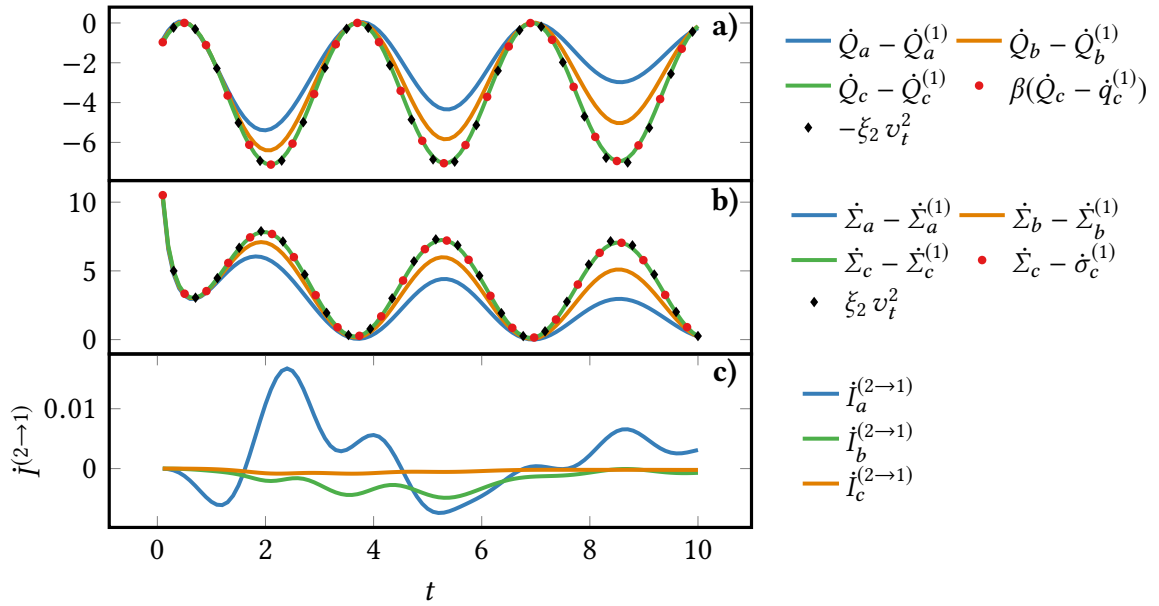 0
−2
−4
−6
a)
Q̇_a − Q̇_a^(1) Q̇_b − Q̇_b^(1)
Q̇_c − Q̇_c^(1) β(Q̇_c − q̇_c^(1))
−ξ_2 v_t^2
10
5
0
b)
Σ̇_a − Σ̇_a^(1) Σ̇_b − Σ̇_b^(1)
Σ̇_c − Σ̇_c^(1) Σ̇_c − σ̇_c^(1)
ξ_2 v_t^2
0.01
0
c)
İ^(2→1)
İ_a^(2→1)
İ_b^(2→1)
İ_c^(2→1)
0 2 4 6 8 10
t